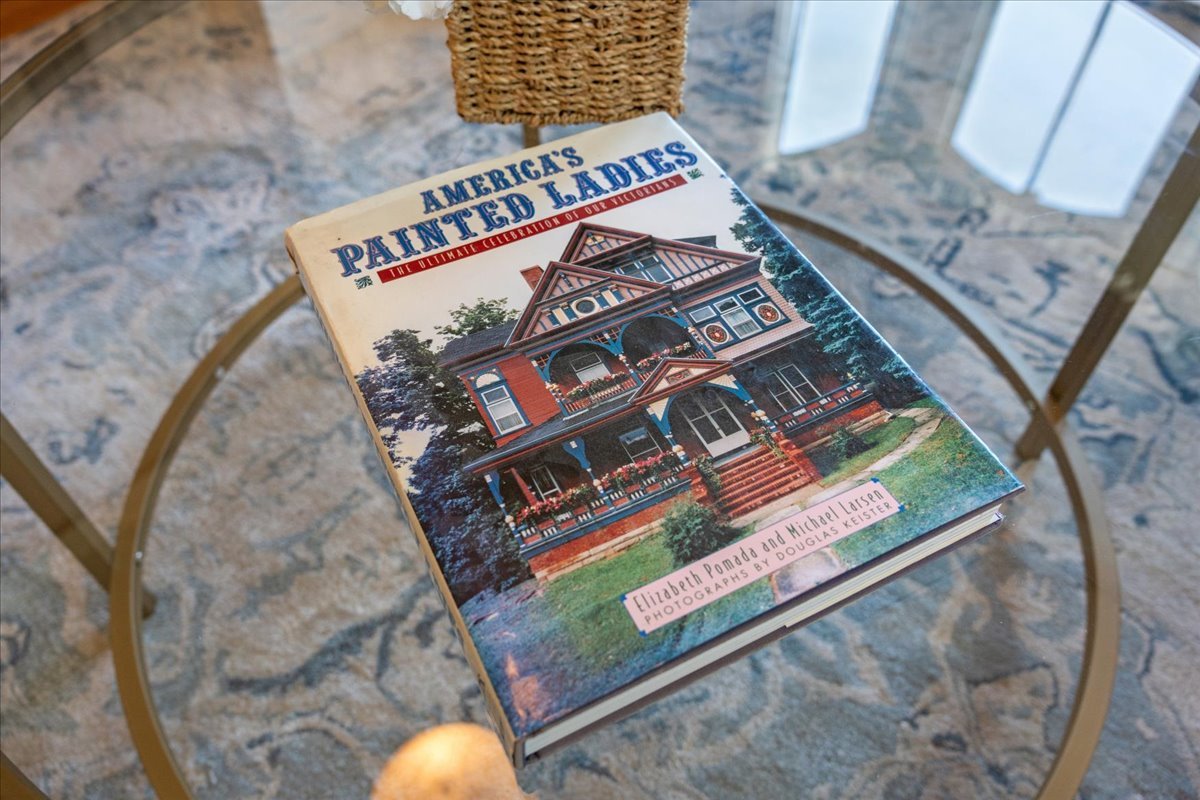 AMERICA'S
PAINTED LADIES
THE ULTIMATE CELEBRATION OF OUR VICTORIANS
Elizabeth Pomada and Michael Larsen
PHOTOGRAPHS BY DOUGLAS KEISTER